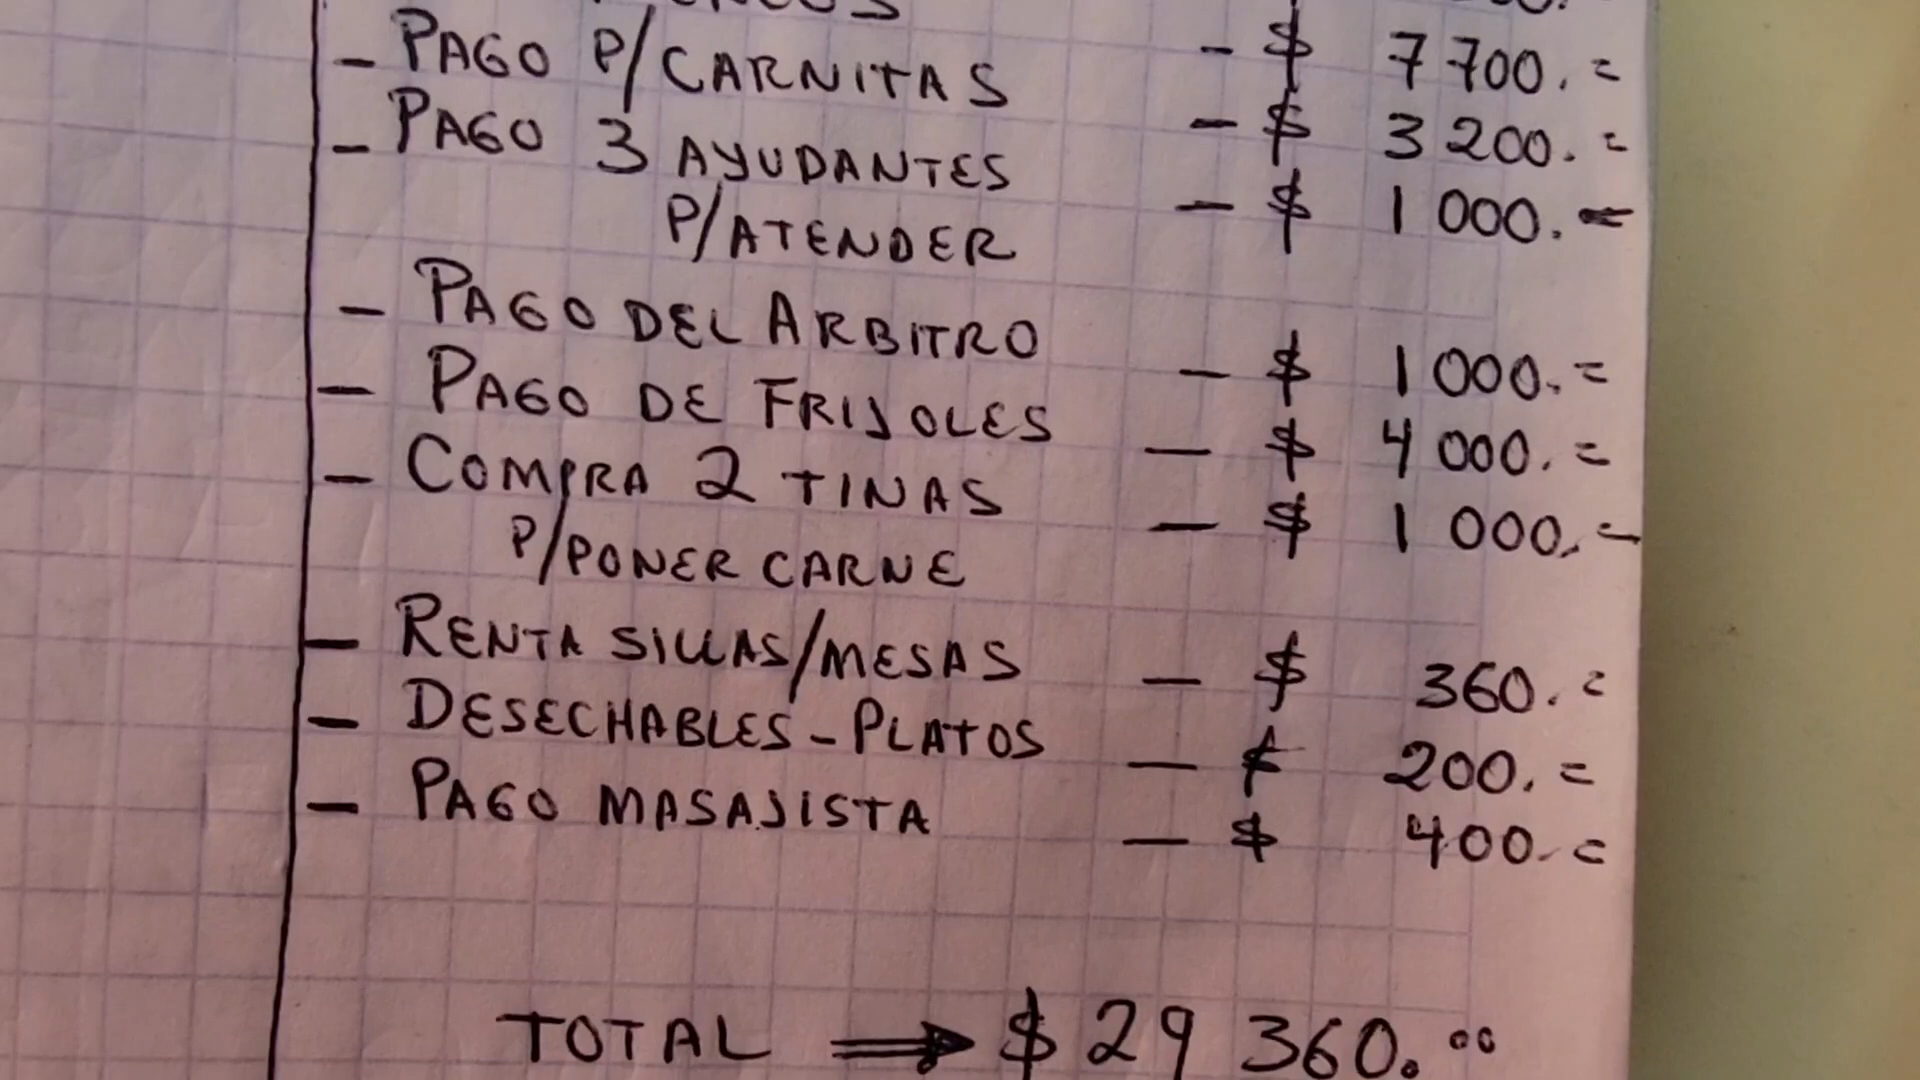 - $ 7 700.=
- PAGO P/CARNITAS - $ 3 200.=
- PAGO 3 AYUDANTES - $ 1 000.=
P/ATENDER
- PAGO DEL ARBITRO - $ 1 000.=
- PAGO DE FRIJOLES - $ 4 000.=
- COMPRA 2 TINAS - $ 1 000.=
P/PONER CARNE
- RENTA SILLAS/MESAS - $ 360.=
- DESECHABLES - PLATOS - $ 200.=
- PAGO MASAJISTA - $ 400.=
TOTAL ⇒ $ 29 360.00